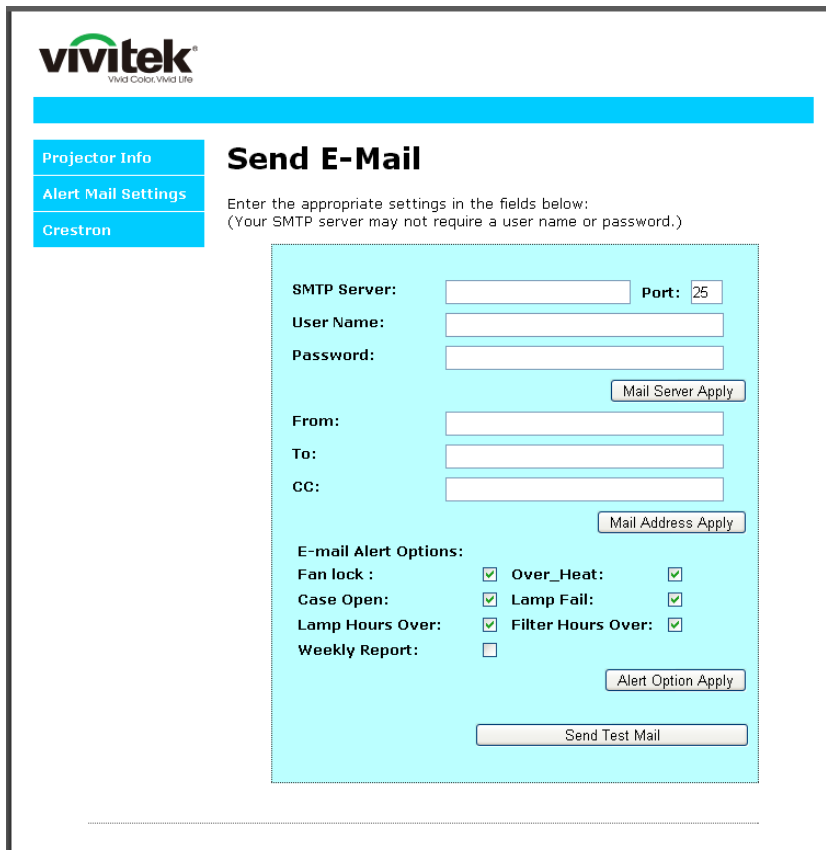 vivitek®
Vivid Color, Vivid Life
Projector Info
Alert Mail Settings
Crestron
Send E-Mail
Enter the appropriate settings in the fields below:
(Your SMTP server may not require a user name or password.)
SMTP Server: Port: 25
User Name:
Password:
Mail Server Apply
From:
To:
CC:
Mail Address Apply
E-mail Alert Options:
Fan lock : Over_Heat:
Case Open: Lamp Fail:
Lamp Hours Over: Filter Hours Over:
Weekly Report:
Alert Option Apply
Send Test Mail